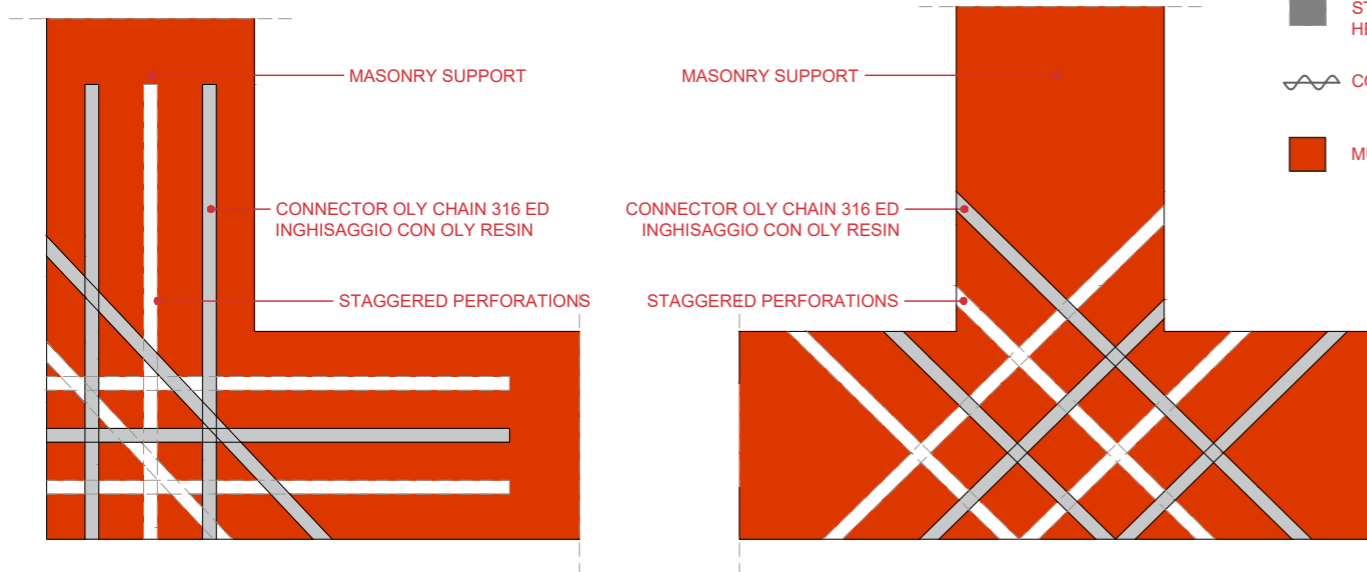 MASONRY SUPPORT
CONNECTOR OLY CHAIN 316 ED
INGHISAGGIO CON OLY RESIN
STAGGERED PERFORATIONS
MASONRY SUPPORT
CONNECTOR OLY CHAIN 316 ED
INGHISAGGIO CON OLY RESIN
STAGGERED PERFORATIONS